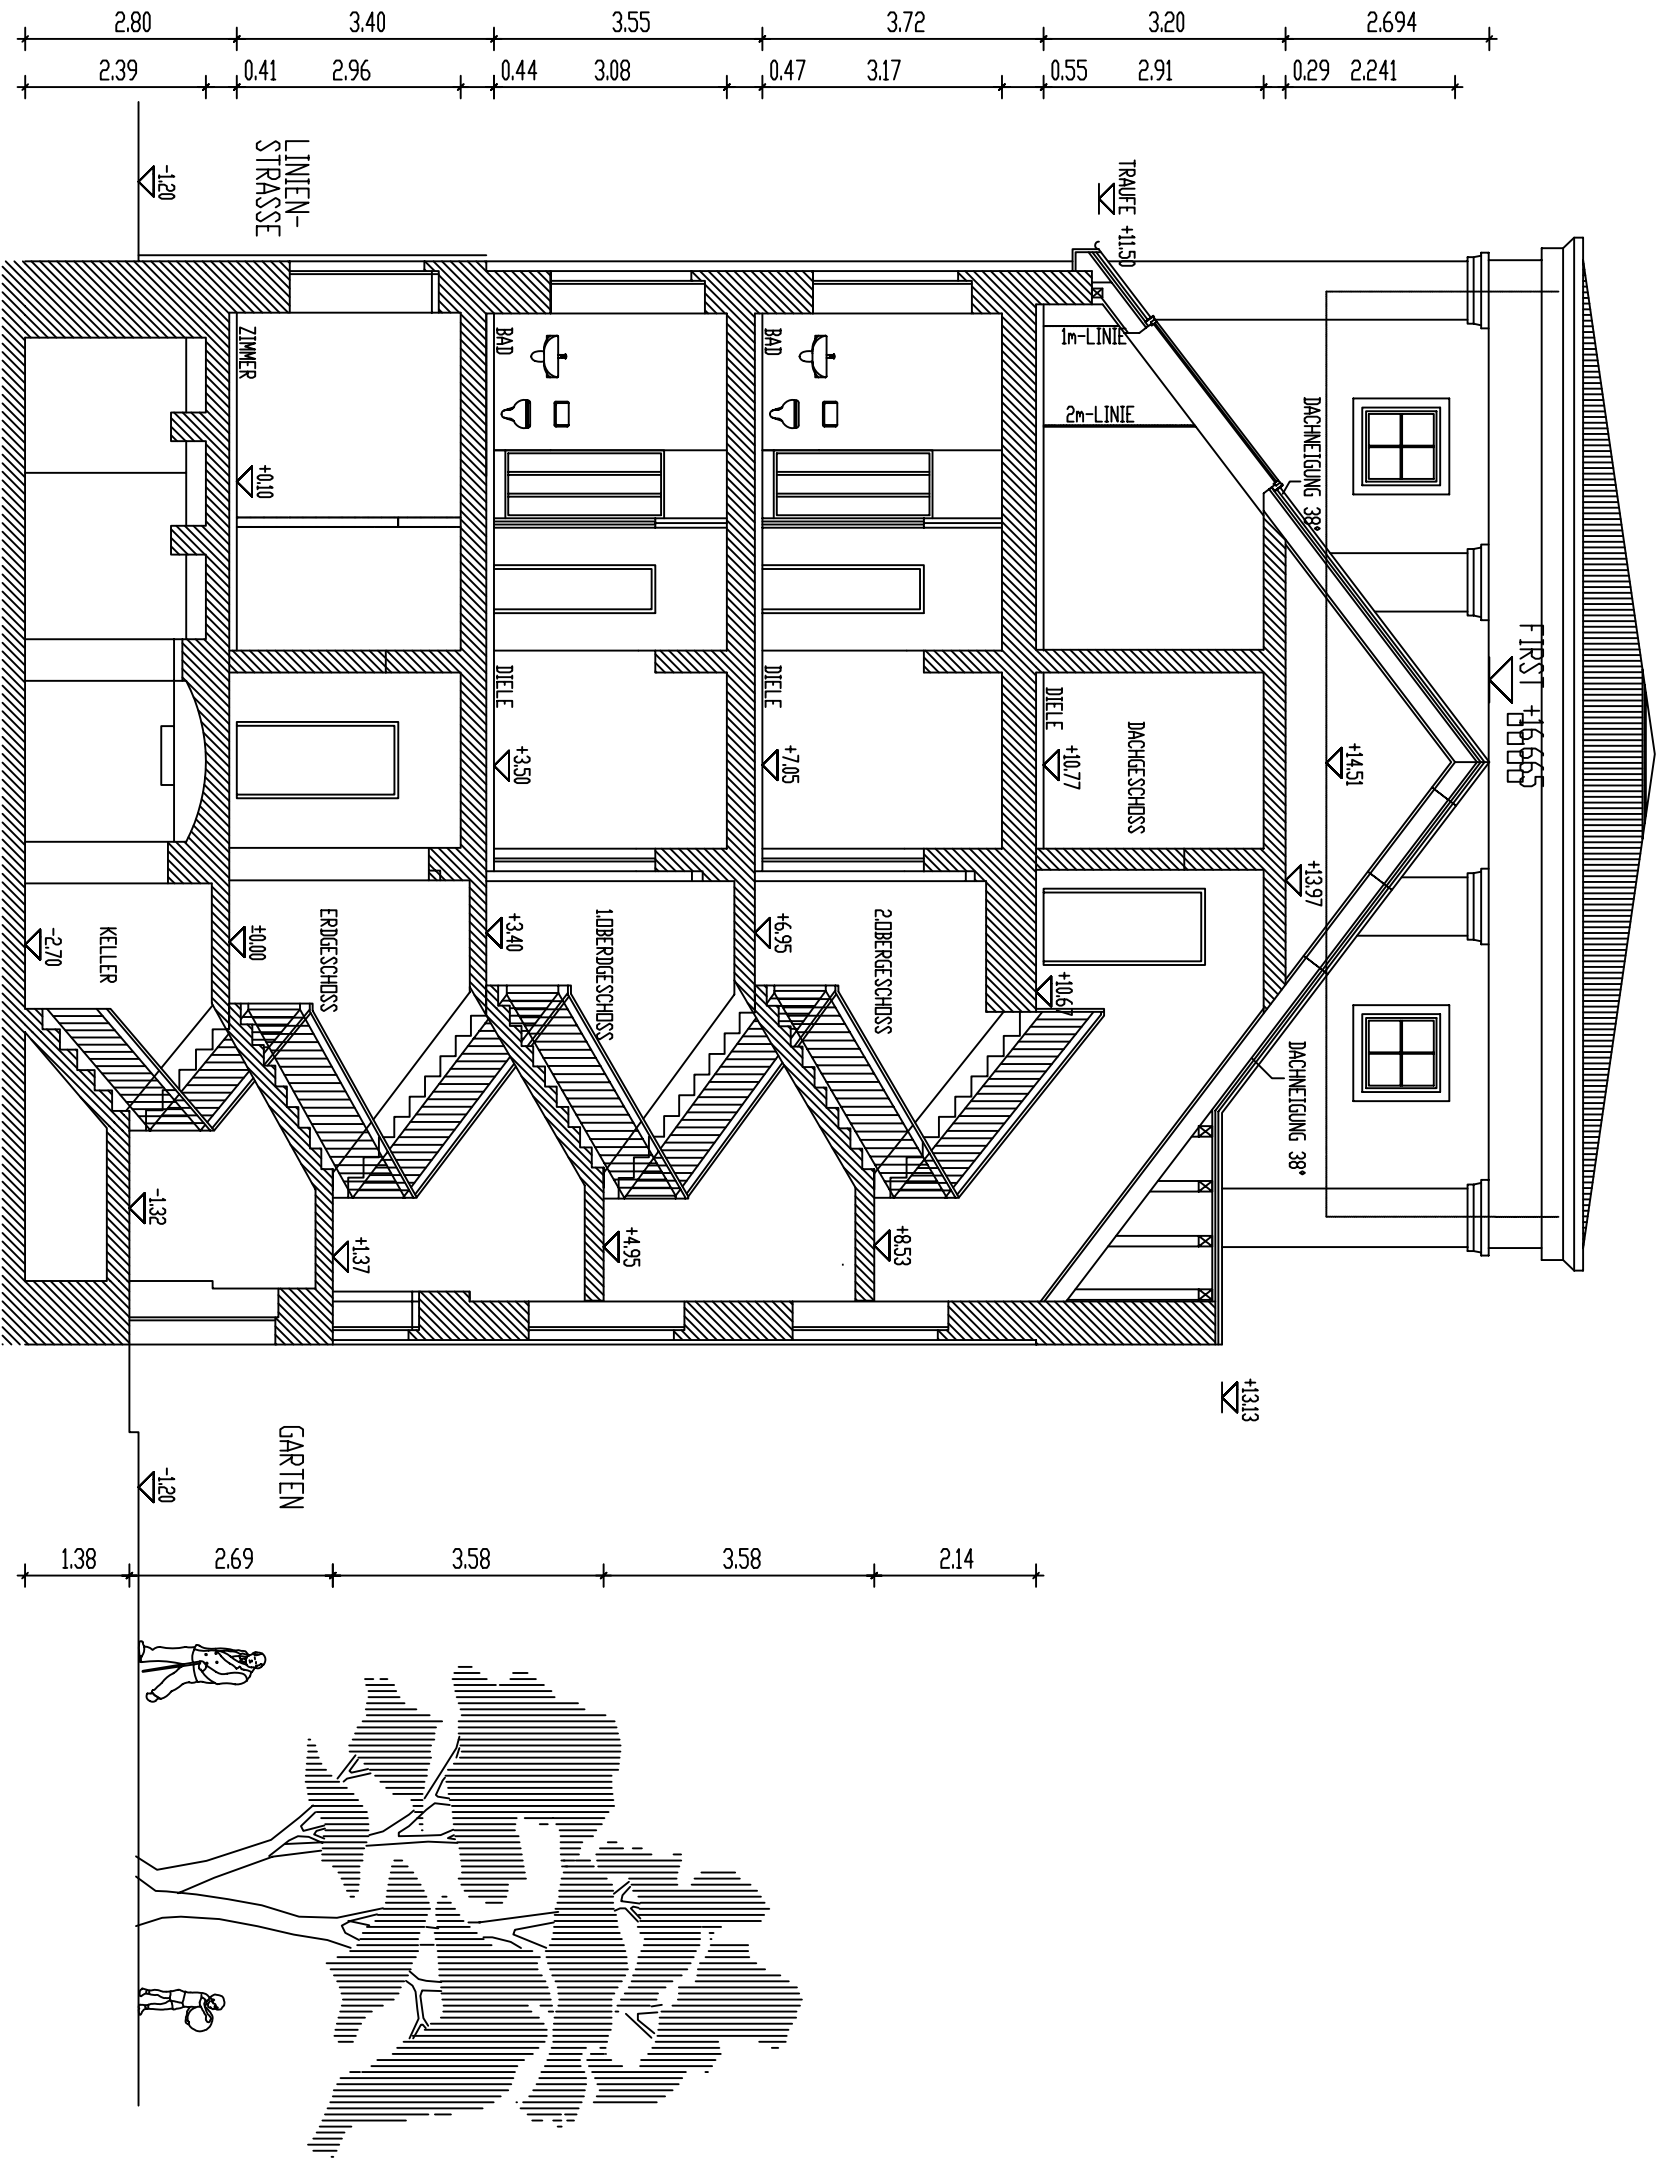 2.80 3.40 3.55 3.72 3.20 2.694
2.39 0.41 2.96 0.44 3.08 0.47 3.17 0.55 2.91 0.29 2.241
FIRST +16.665
DACHNEIGUNG 38°
DACHNEIGUNG 38°
+14.51
+13.97
+13.13
TRAUFE +11.50
1m-LINIE
2m-LINIE
DACHGESCHOSS
DIELE
+10.77
+10.67
BAD
DIELE
+7.05
2.OBERGESCHOSS
+6.95
+8.53
BAD
DIELE
+3.50
1.OBERDGESCHOSS
+3.40
+4.95
ZIMMER
+0.10
ERDGESCHOSS
±0.00
+1.37
KELLER
-2.70
-1.32
LINIEN-
STRASSE
-1.20
GARTEN
-1.20
1.38 2.69 3.58 3.58 2.14